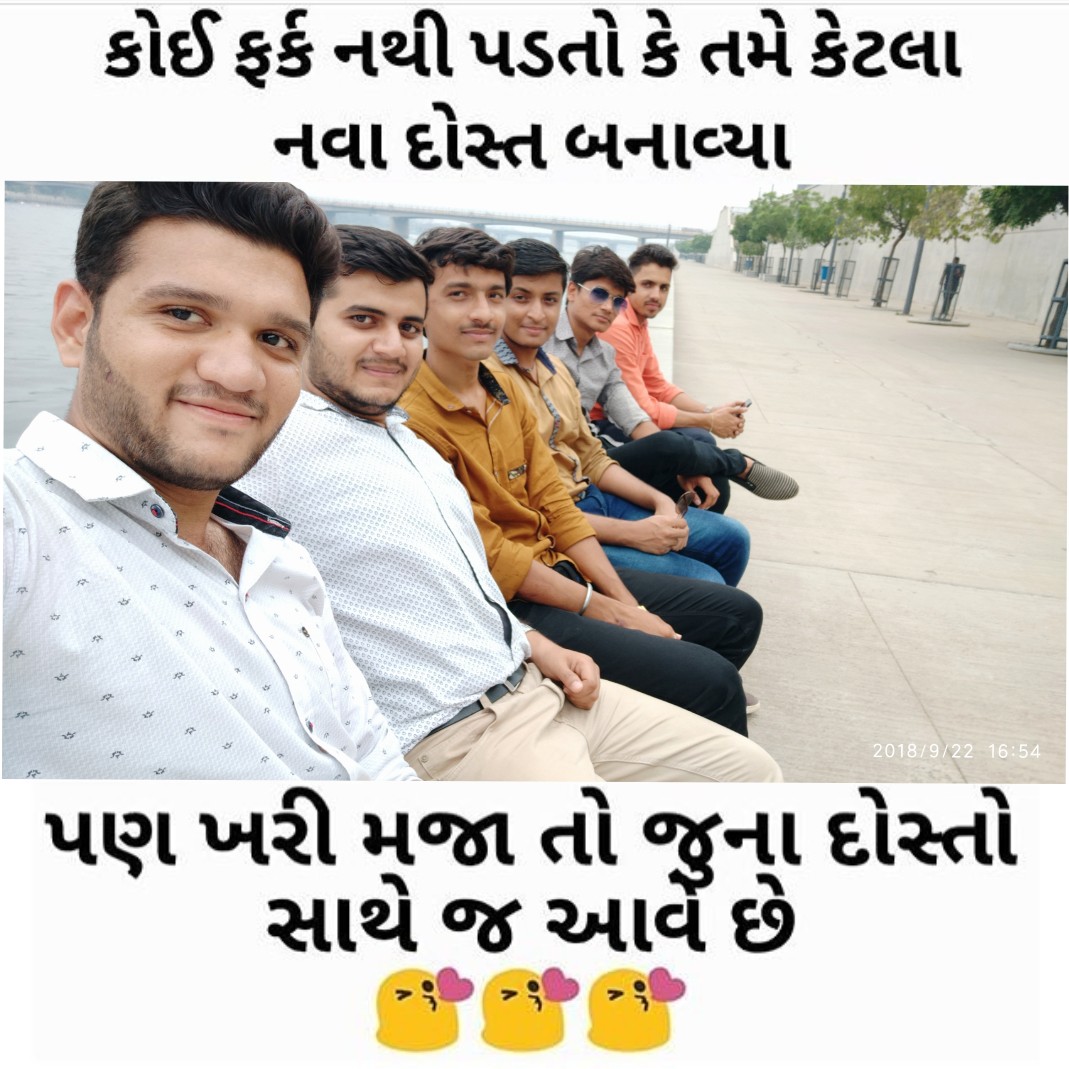 કોઈ ફર્ક નથી પડતો કે તમે કેટલા
નવા દોસ્ત બનાવ્યા
2018/9/22 16:54
પણ ખરી મજા તો જુના દોસ્તો
સાથે જ આવે છે
😘😘😘